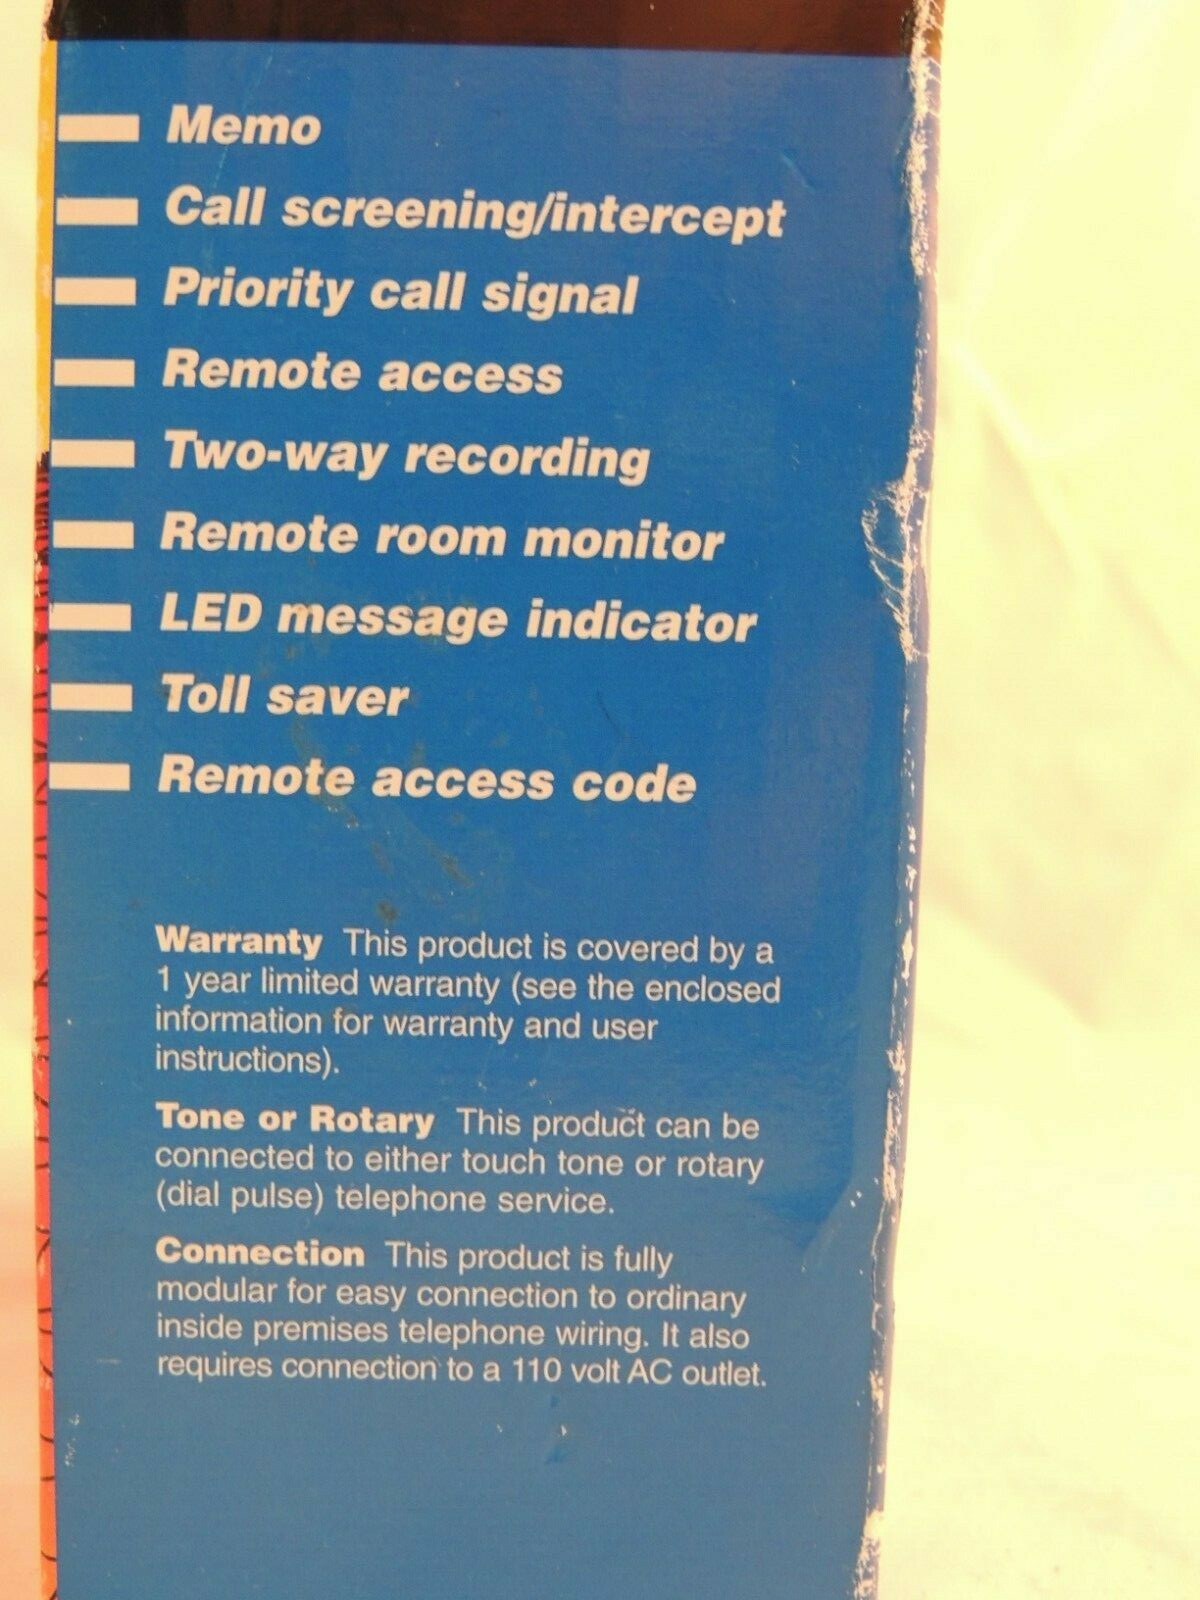 Memo
Call screening/intercept
Priority call signal
Remote access
Two-way recording
Remote room monitor
LED message indicator
Toll saver
Remote access code
Warranty This product is covered by a
1 year limited warranty (see the enclosed
information for warranty and user
instructions).
Tone or Rotary This product can be
connected to either touch tone or rotary
(dial pulse) telephone service.
Connection This product is fully
modular for easy connection to ordinary
inside premises telephone wiring. It also
requires connection to a 110 volt AC outlet.